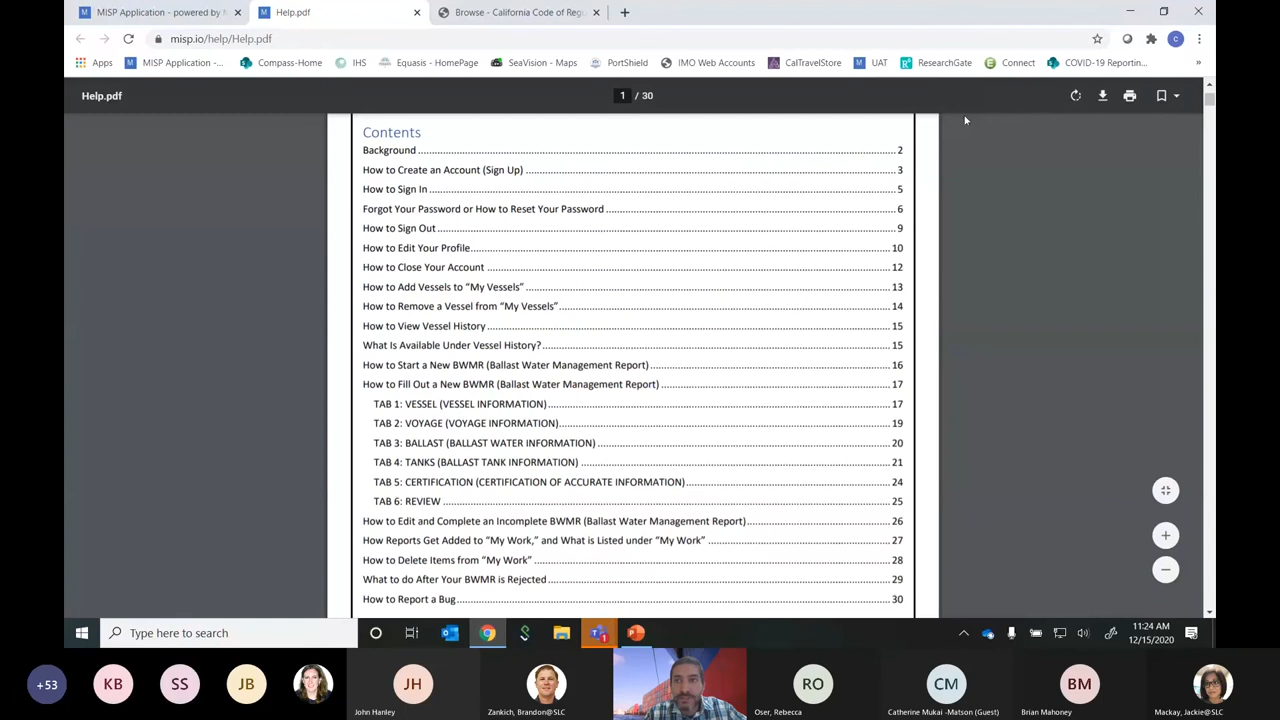 M MISP Application - powered by
M Help.pdf
Browse - California Code of Regu
misp.io/help/Help.pdf
C
Apps
M MISP Application -...
Compass-Home
IHS
Equasis - HomePage
SeaVision - Maps
PortShield
IMO Web Accounts
CalTravelStore
M UAT
ResearchGate
Connect
COVID-19 Reportin...
»
Help.pdf
1 / 30
Contents
Background 2
How to Create an Account (Sign Up) 3
How to Sign In 5
Forgot Your Password or How to Reset Your Password 6
How to Sign Out 9
How to Edit Your Profile 10
How to Close Your Account 12
How to Add Vessels to “My Vessels” 13
How to Remove a Vessel from “My Vessels” 14
How to View Vessel History 15
What Is Available Under Vessel History? 15
How to Start a New BWMR (Ballast Water Management Report) 16
How to Fill Out a New BWMR (Ballast Water Management Report) 17
TAB 1: VESSEL (VESSEL INFORMATION) 17
TAB 2: VOYAGE (VOYAGE INFORMATION) 19
TAB 3: BALLAST (BALLAST WATER INFORMATION) 20
TAB 4: TANKS (BALLAST TANK INFORMATION) 21
TAB 5: CERTIFICATION (CERTIFICATION OF ACCURATE INFORMATION) 24
TAB 6: REVIEW 25
How to Edit and Complete an Incomplete BWMR (Ballast Water Management Report) 26
How Reports Get Added to “My Work,” and What is Listed under “My Work” 27
How to Delete Items from “My Work” 28
What to do After Your BWMR is Rejected 29
How to Report a Bug 30
Type here to search
11:24 AM
12/15/2020
+53
KB
SS
JB
JH
John Hanley
Zankich, Brandon@SLC
RO
Oser, Rebecca
CM
Catherine Mukai -Matson (Guest)
BM
Brian Mahoney
Mackay, Jackie@SLC